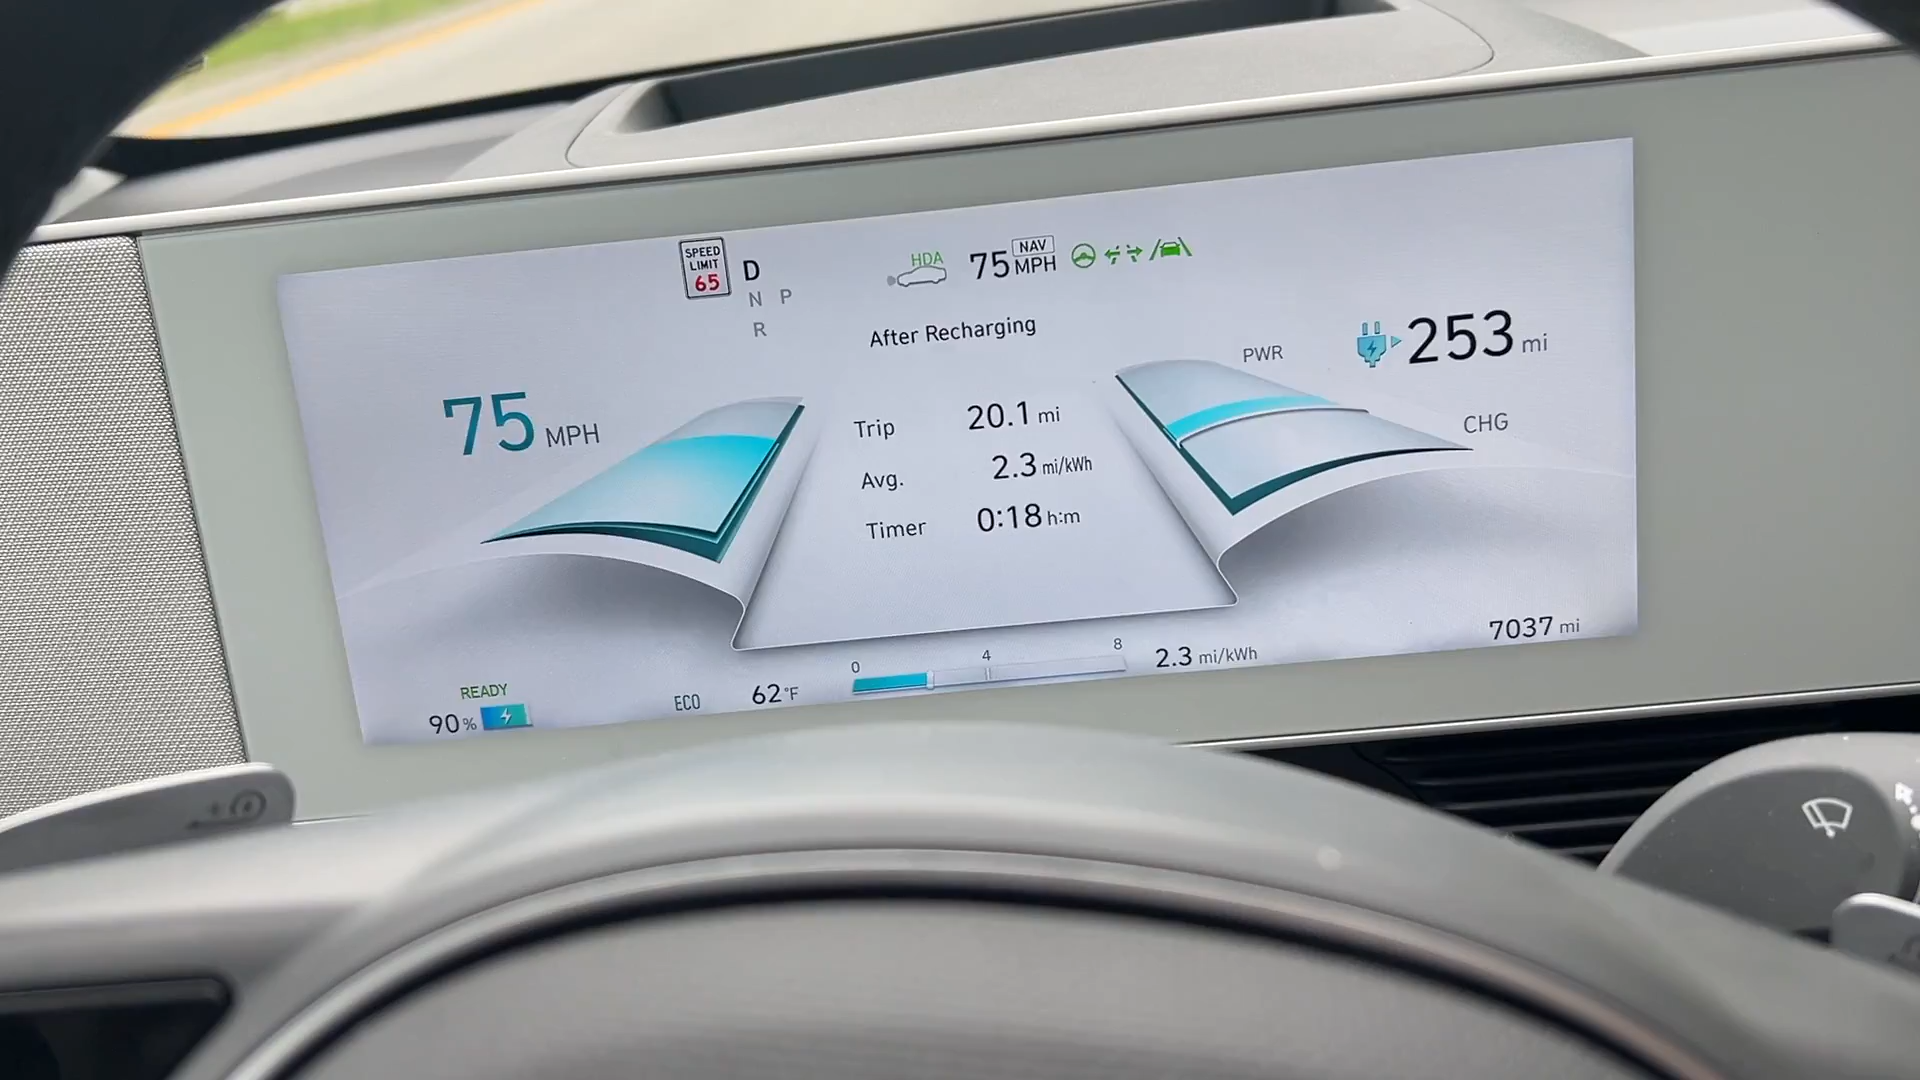 SPEED
LIMIT
65
D
N P
R
HDA
75 MPH
NAV
After Recharging
PWR
253 mi
CHG
75 MPH
Trip 20.1 mi
Avg. 2.3 mi/kWh
Timer 0:18 h:m
7037 mi
0 4 8
2.3 mi/kWh
READY
90%
ECO
62°F